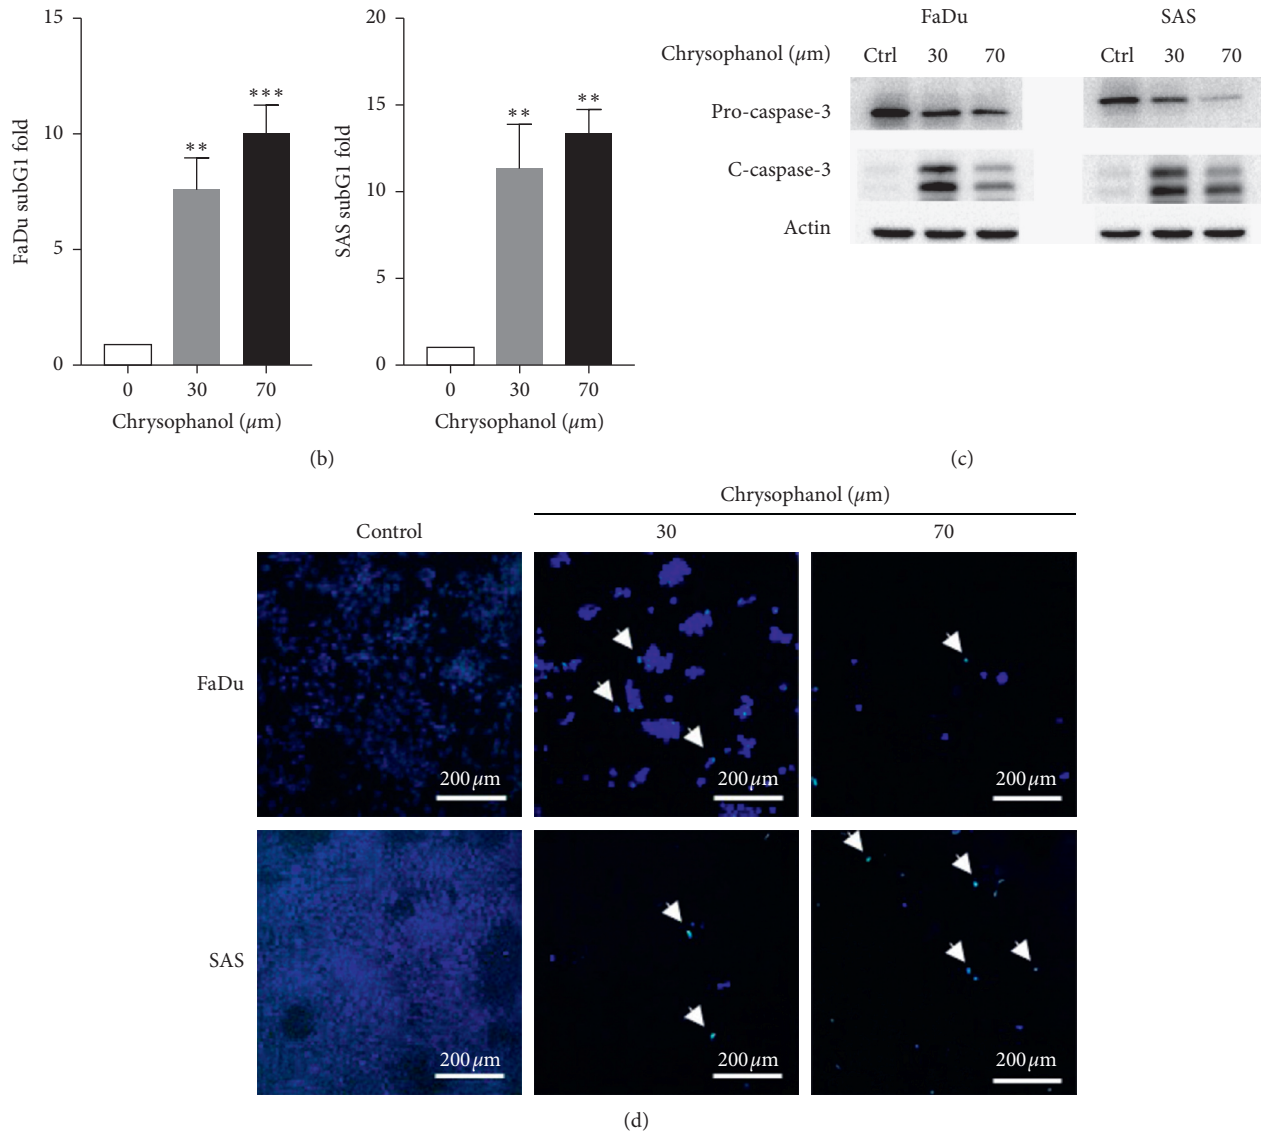 15
10
5
0
FaDu subG1 fold
**
***
0 30 70
Chrysophanol (μm)
20
15
10
5
0
SAS subG1 fold
**
**
0 30 70
Chrysophanol (μm)
(b)
FaDu SAS
Chrysophanol (μm) Ctrl 30 70 Ctrl 30 70
Pro-caspase-3
C-caspase-3
Actin
(c)
Chrysophanol (μm)
Control 30 70
FaDu
200 μm 200 μm 200 μm
SAS
200 μm 200 μm 200 μm
(d)